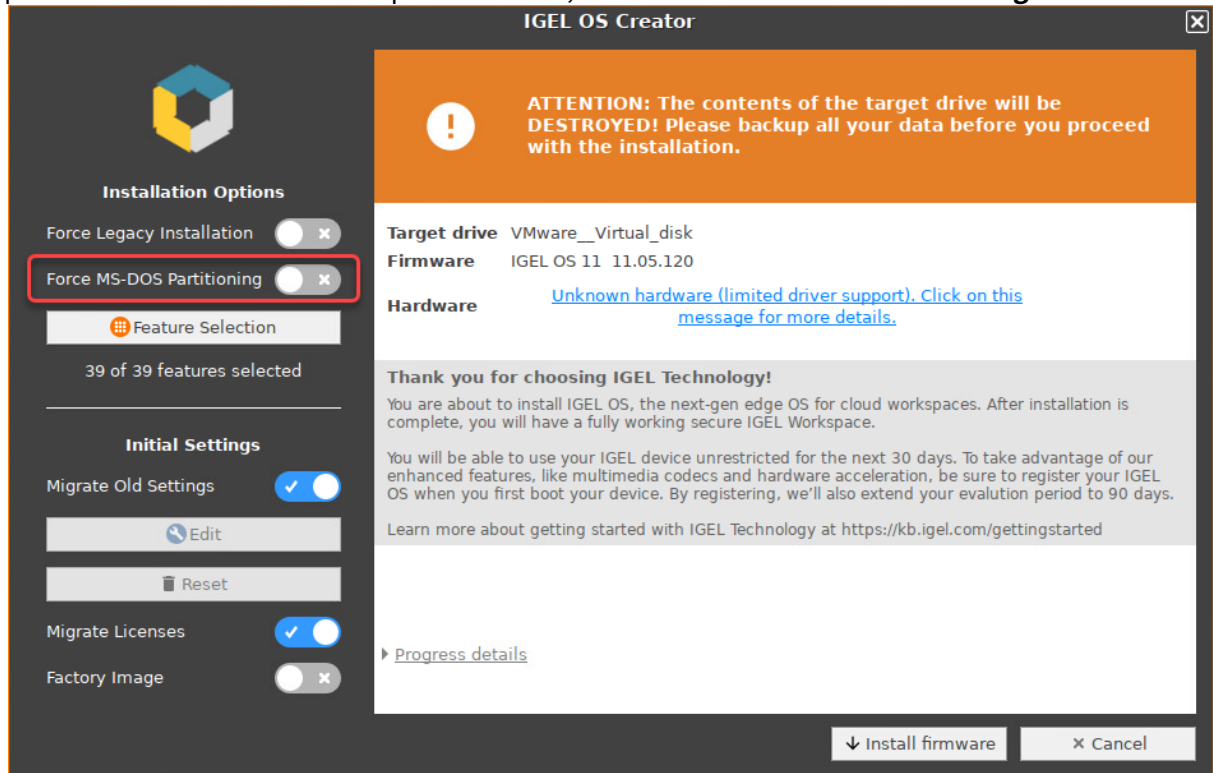 IGEL OS Creator
ATTENTION: The contents of the target drive will be
DESTROYED! Please backup all your data before you proceed
with the installation.
Installation Options
Force Legacy Installation
Force MS-DOS Partitioning
Feature Selection
39 of 39 features selected
Initial Settings
Migrate Old Settings
Edit
Reset
Migrate Licenses
Factory Image
Target drive VMware__Virtual_disk
Firmware IGEL OS 11 11.05.120
Hardware Unknown hardware (limited driver support). Click on this
message for more details.
Thank you for choosing IGEL Technology!
You are about to install IGEL OS, the next-gen edge OS for cloud workspaces. After installation is
complete, you will have a fully working secure IGEL Workspace.
You will be able to use your IGEL device unrestricted for the next 30 days. To take advantage of our
enhanced features, like multimedia codecs and hardware acceleration, be sure to register your IGEL
OS when you first boot your device. By registering, we'll also extend your evalution period to 90 days.
Learn more about getting started with IGEL Technology at https://kb.igel.com/gettingstarted
Progress details
Install firmware
Cancel